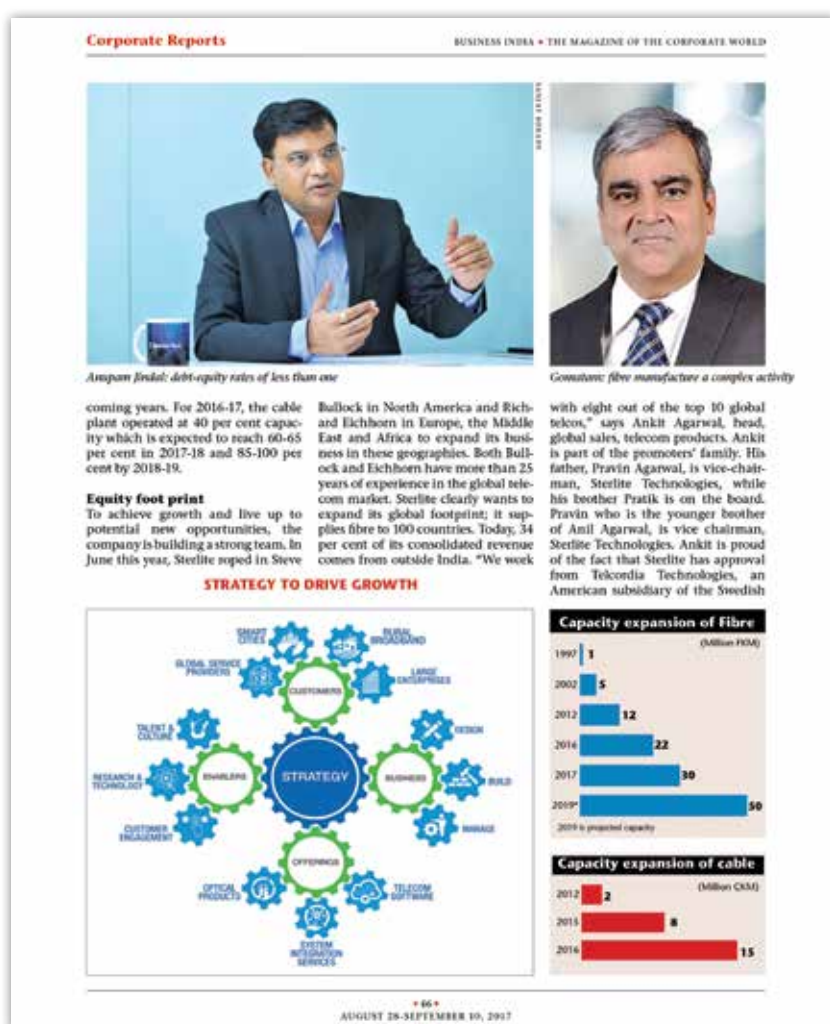 Corporate Reports
BUSINESS INDIA • THE MAGAZINE OF THE CORPORATE WORLD
Anupam Jindal: debt-equity rates of less than one
Gomatam: fibre manufacture a complex activity
coming years. For 2016-17, the cable
plant operated at 40 per cent capac-
ity which is expected to reach 60-65
per cent in 2017-18 and 85-100 per
cent by 2018-19.
Equity foot print
To achieve growth and live up to
potential new opportunities, the
company is building a strong team. In
June this year, Sterlite roped in Steve
Bullock in North America and Rich-
ard Eichhorn in Europe, the Middle
East and Africa to expand its busi-
ness in these geographies. Both Bull-
ock and Eichhorn have more than 25
years of experience in the global tele-
com market. Sterlite clearly wants to
expand its global footprint; it sup-
plies fibre to 100 countries. Today, 34
per cent of its consolidated revenue
comes from outside India. "We work
with eight out of the top 10 global
telcos," says Ankit Agarwal, head,
global sales, telecom products. Ankit
is part of the promoters' family. His
father, Pravin Agarwal, is vice-chair-
man, Sterlite Technologies, while
his brother Pratik is on the board.
Pravin who is the younger brother
of Anil Agarwal, is vice chairman,
Sterlite Technologies. Ankit is proud
of the fact that Sterlite has approval
from Telcordia Technologies, an
American subsidiary of the Swedish
STRATEGY TO DRIVE GROWTH
SMART
CITIES
RURAL
BROADBAND
GLOBAL SERVICE
PROVIDERS
LARGE
ENTERPRISES
CUSTOMERS
TALENT &
CULTURE
DESIGN
RESEARCH &
TECHNOLOGY
ENABLERS
STRATEGY
BUSINESS
BUILD
CUSTOMER
ENGAGEMENT
MANAGE
OFFERINGS
OPTICAL
PRODUCTS
TELECOM
SOFTWARE
SYSTEM
INTEGRATION
SERVICES
Capacity expansion of Fibre
(Million FKM)
1997 1
2002 5
2012 12
2016 22
2017 30
2019* 50
2019 is projected capacity
Capacity expansion of cable
(Million CKM)
2012 2
2015 8
2016 15
• 66 •
AUGUST 28-SEPTEMBER 10, 2017